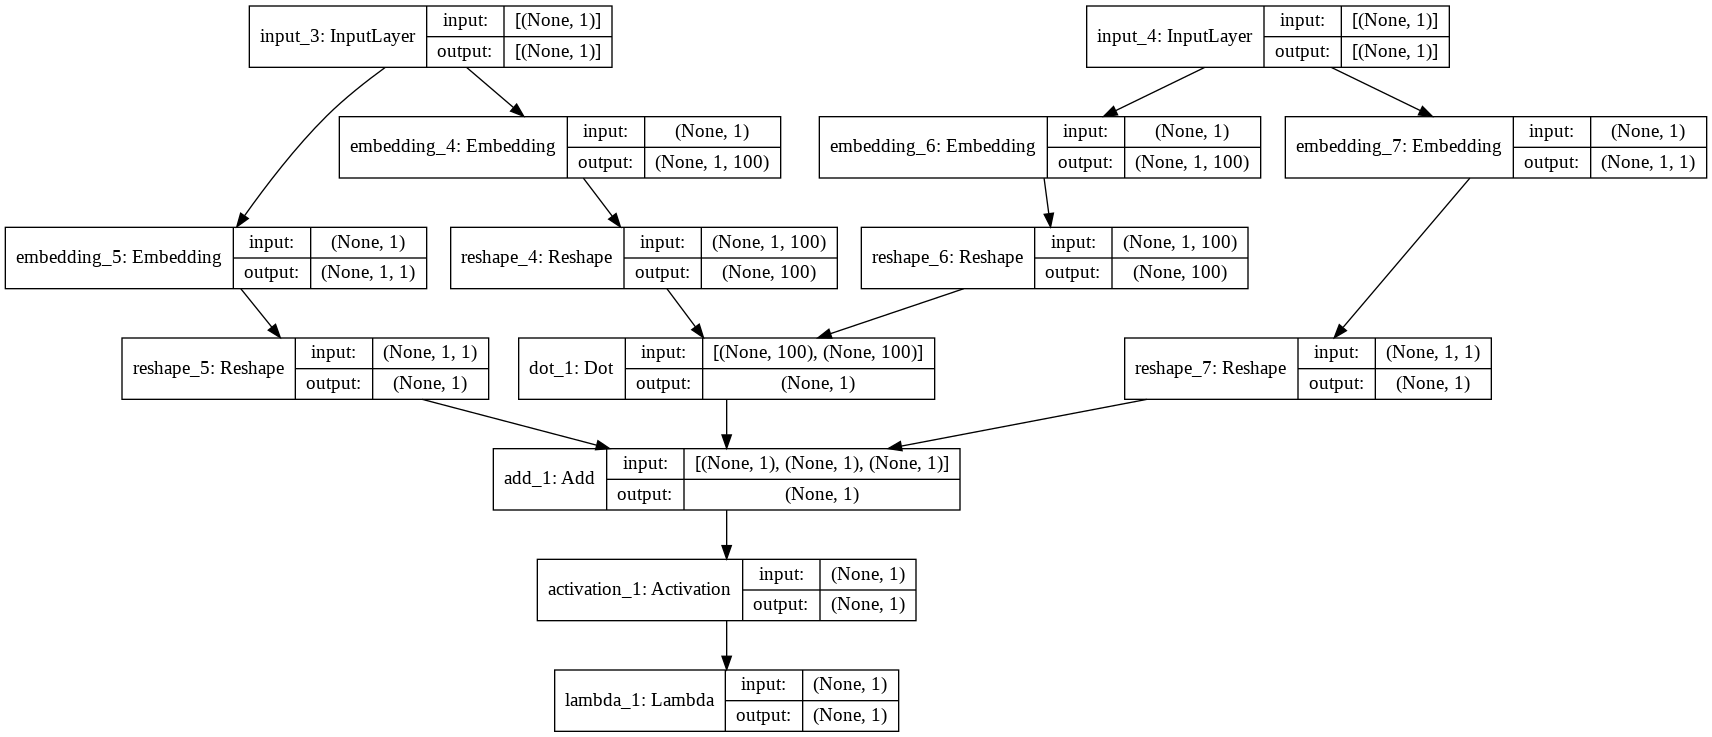 input_3: InputLayer
input: [(None, 1)]
output: [(None, 1)]
input_4: InputLayer
input: [(None, 1)]
output: [(None, 1)]
embedding_4: Embedding
input: (None, 1)
output: (None, 1, 100)
embedding_6: Embedding
input: (None, 1)
output: (None, 1, 100)
embedding_7: Embedding
input: (None, 1)
output: (None, 1, 1)
embedding_5: Embedding
input: (None, 1)
output: (None, 1, 1)
reshape_4: Reshape
input: (None, 1, 100)
output: (None, 100)
reshape_6: Reshape
input: (None, 1, 100)
output: (None, 100)
reshape_5: Reshape
input: (None, 1, 1)
output: (None, 1)
dot_1: Dot
input: [(None, 100), (None, 100)]
output: (None, 1)
reshape_7: Reshape
input: (None, 1, 1)
output: (None, 1)
add_1: Add
input: [(None, 1), (None, 1), (None, 1)]
output: (None, 1)
activation_1: Activation
input: (None, 1)
output: (None, 1)
lambda_1: Lambda
input: (None, 1)
output: (None, 1)